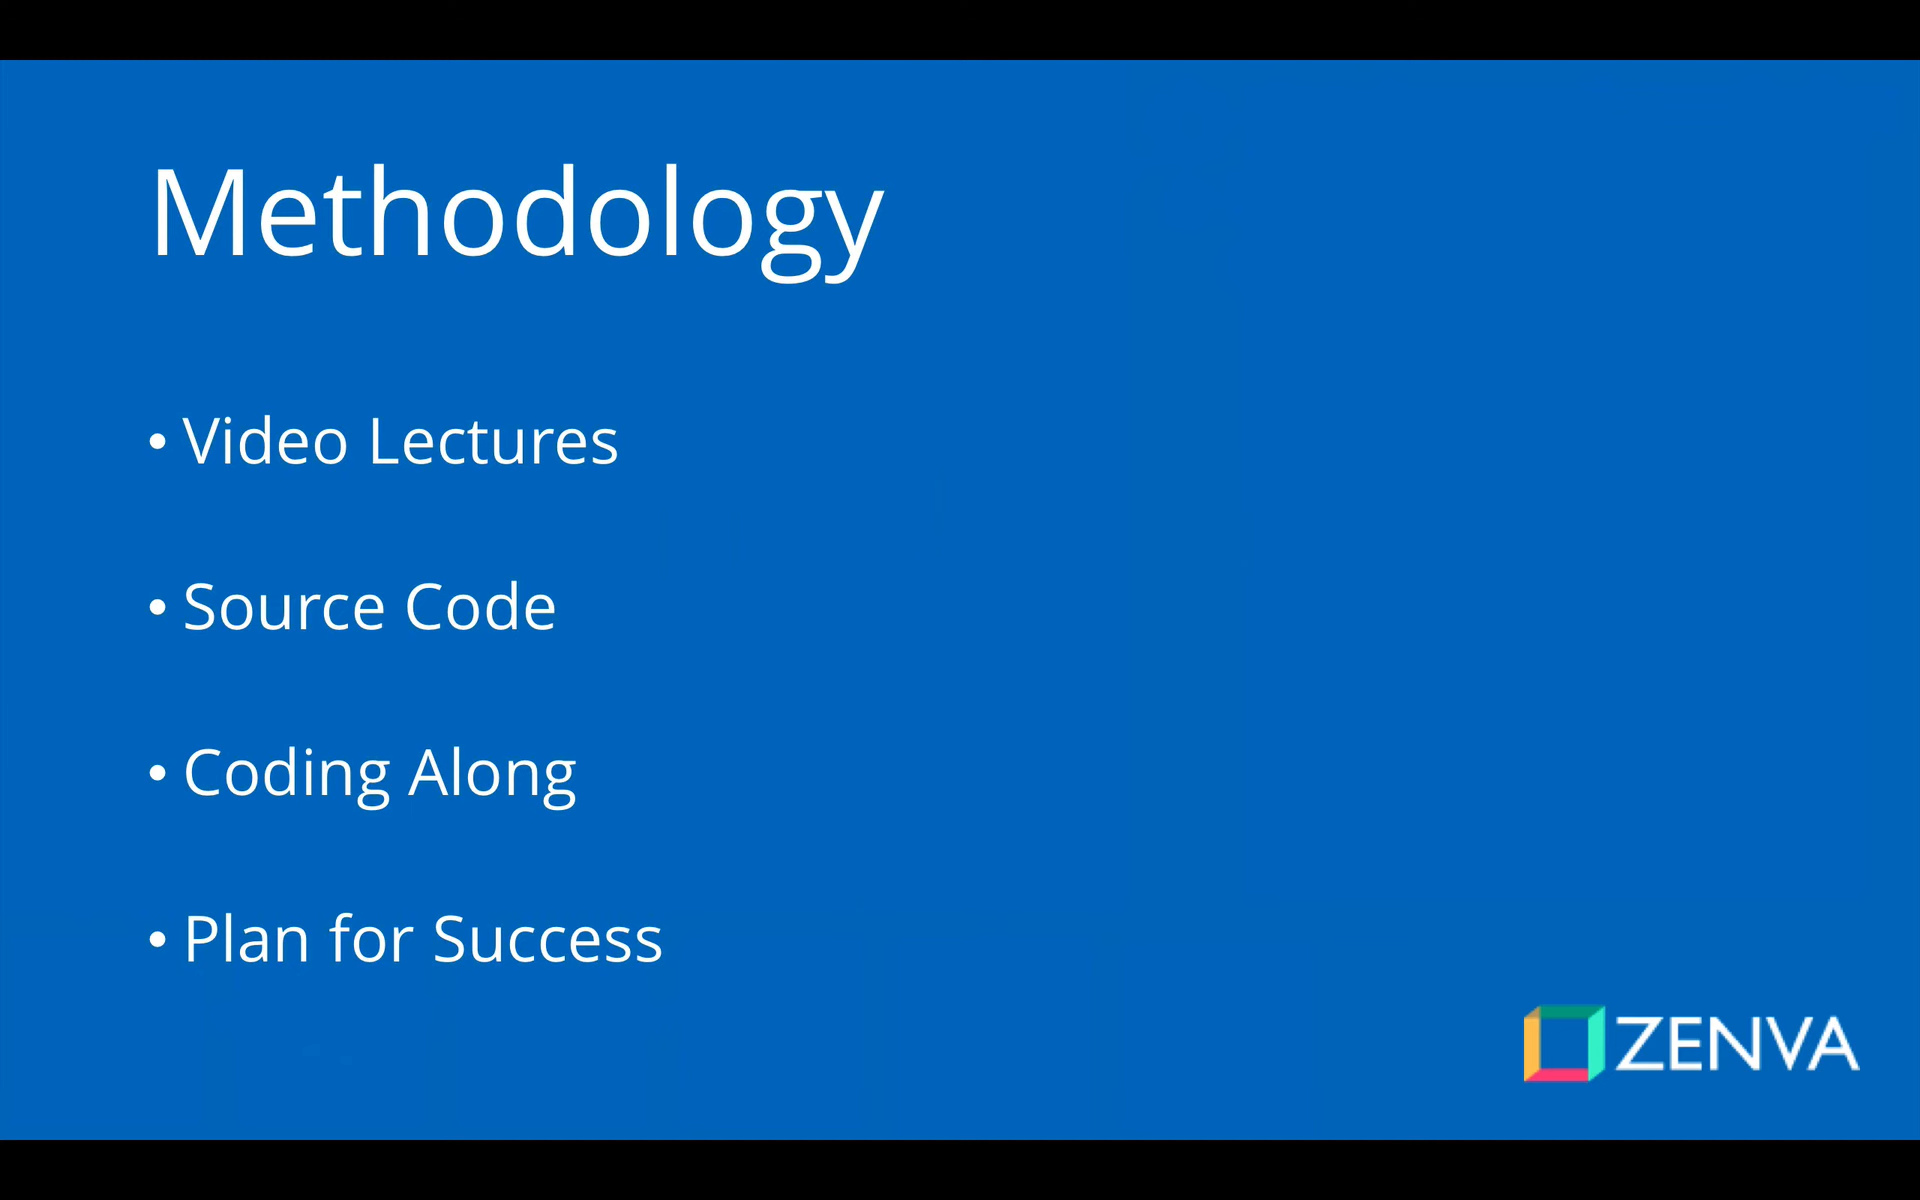 Methodology
• Video Lectures
• Source Code
• Coding Along
• Plan for Success
ZENVA